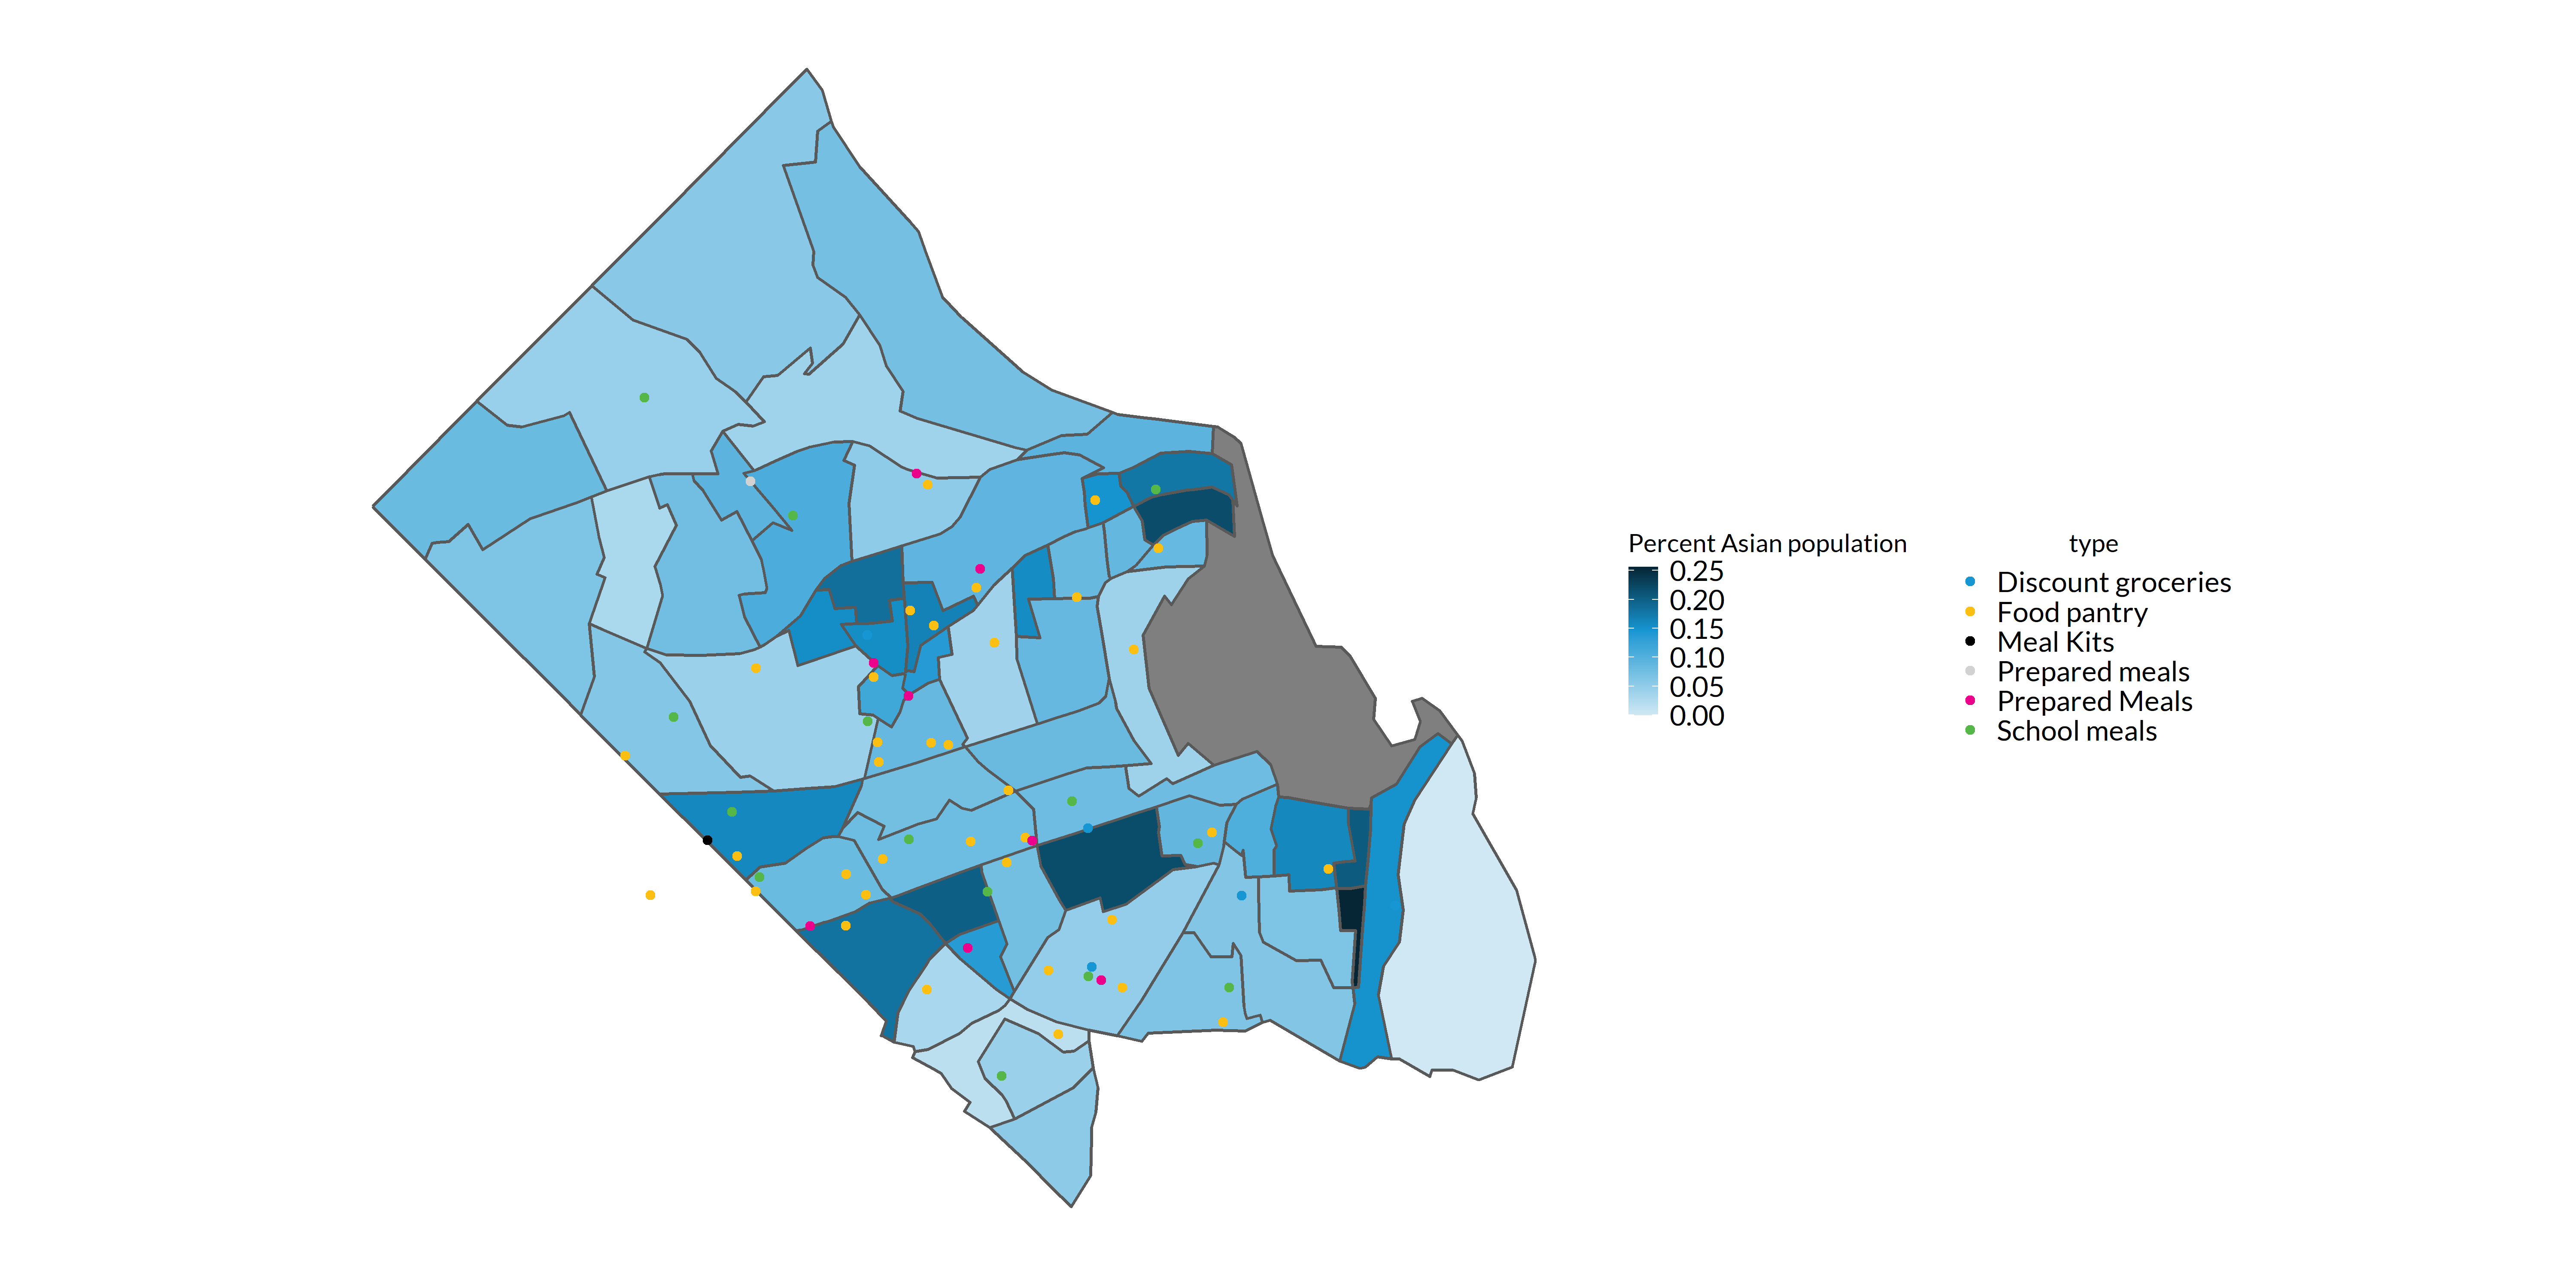 Percent Asian population
0.25
0.20
0.15
0.10
0.05
0.00
type
Discount groceries
Food pantry
Meal Kits
Prepared meals
Prepared Meals
School meals